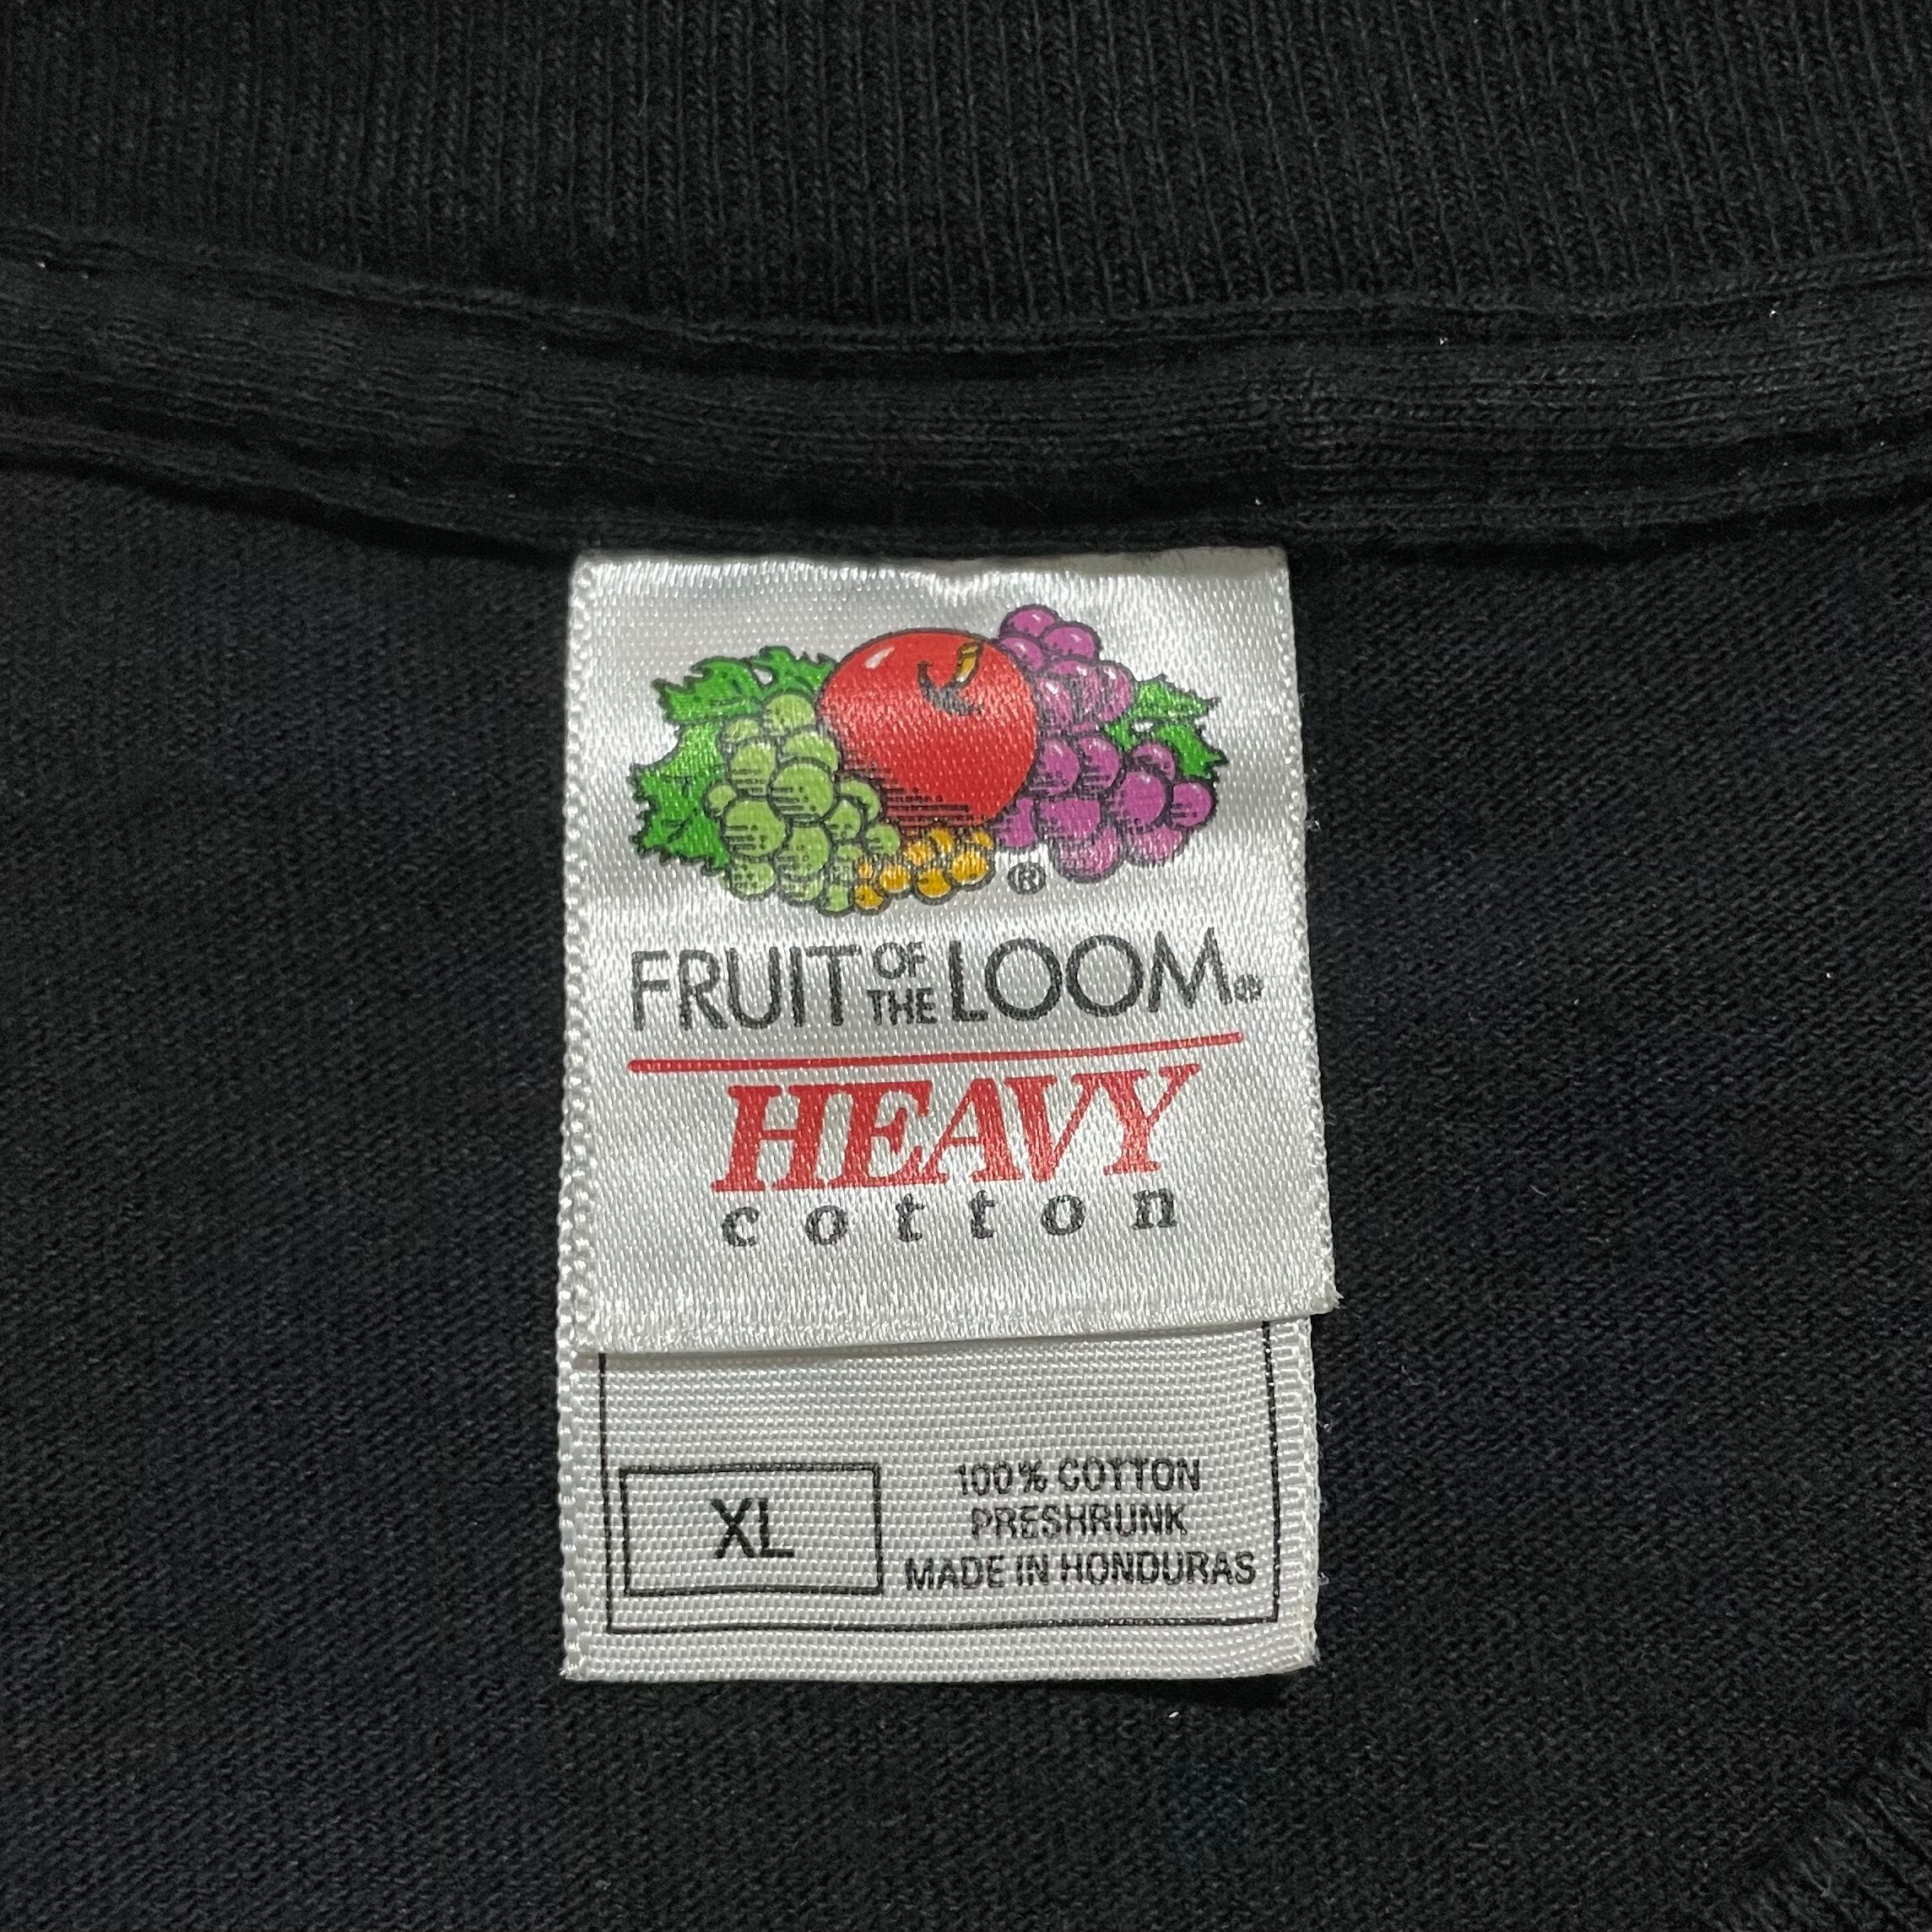 ®
FRUIT OF THE LOOM®
HEAVY
cotton
XL
100% COTTON
PRESHRUNK
MADE IN HONDURAS